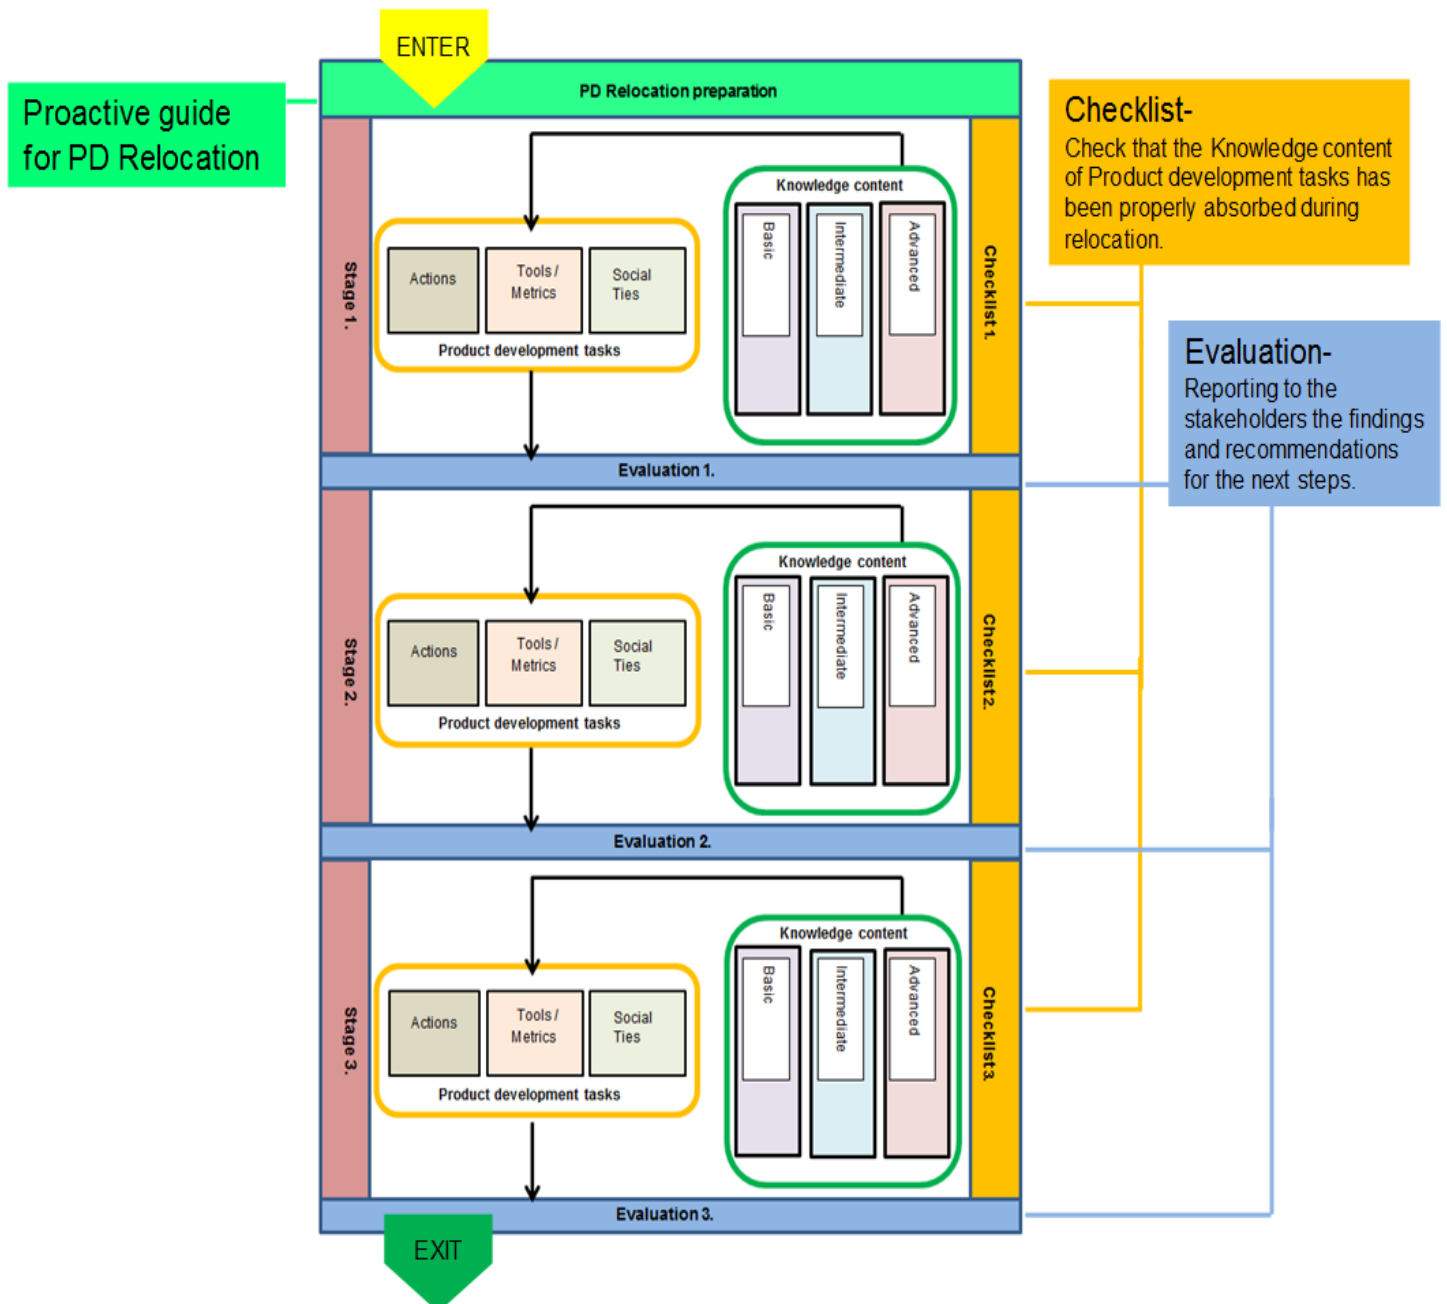 ENTER
PD Relocation preparation
Proactive guide
for PD Relocation
Checklist-
Check that the Knowledge content
of Product development tasks has
been properly absorbed during
relocation.
Evaluation-
Reporting to the
stakeholders the findings
and recommendations
for the next steps.
Stage 1.
Actions
Tools /
Metrics
Social
Ties
Product development tasks
Knowledge content
Basic
Intermediate
Advanced
Checklist 1.
Evaluation 1.
Stage 2.
Actions
Tools /
Metrics
Social
Ties
Product development tasks
Knowledge content
Basic
Intermediate
Advanced
Checklist 2.
Evaluation 2.
Stage 3.
Actions
Tools /
Metrics
Social
Ties
Product development tasks
Knowledge content
Basic
Intermediate
Advanced
Checklist 3.
Evaluation 3.
EXIT